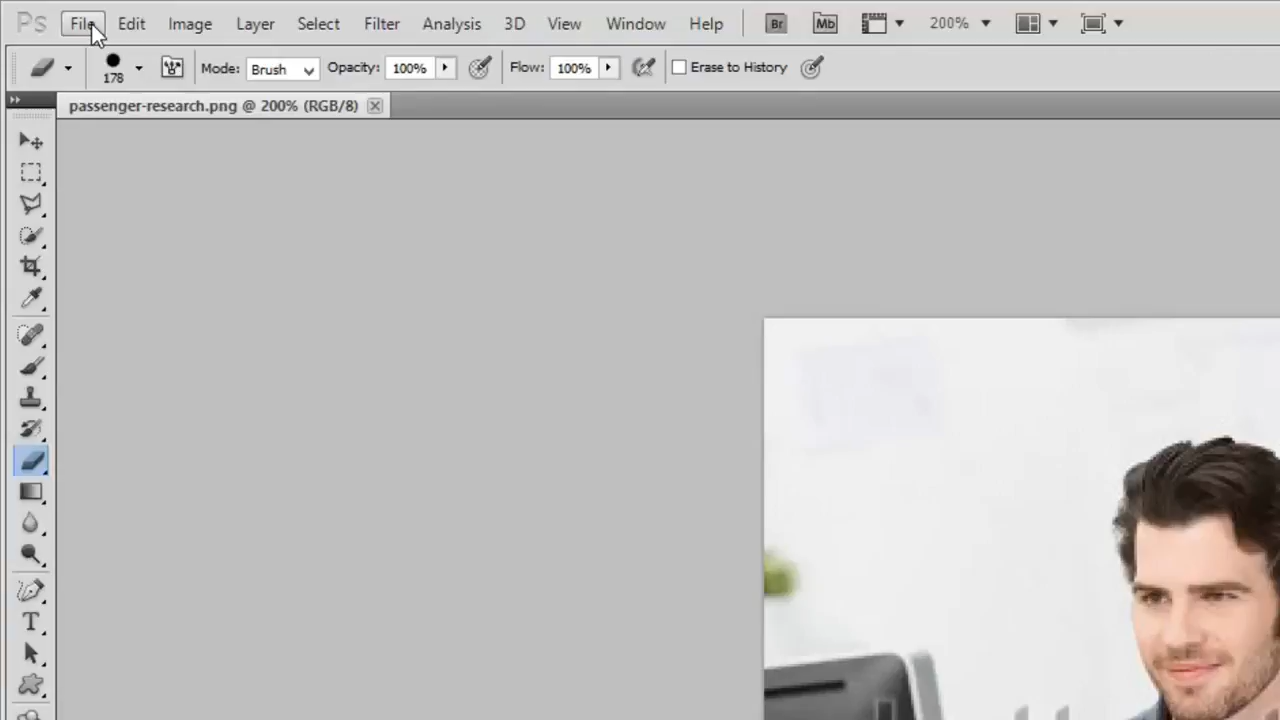 Ps File Edit Image Layer Select Filter Analysis 3D View Window Help Br Mb 200%
178 Mode: Brush Opacity: 100% Flow: 100% Erase to History
passenger-research.png @ 200% (RGB/8)
T